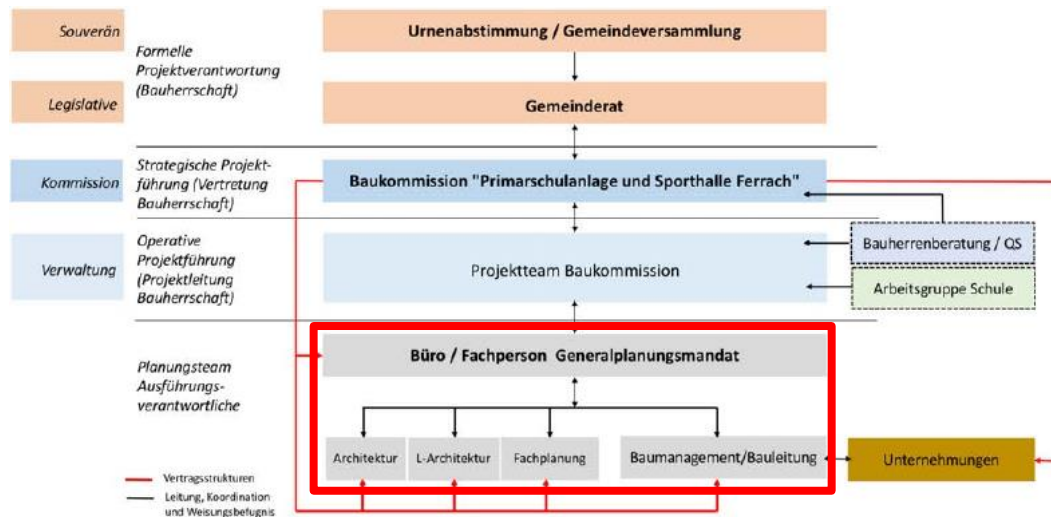 Souverän
Formelle
Projektverantwortung
(Bauherrschaft)
Urnenabstimmung / Gemeindeversammlung
Legislative
Gemeinderat
Kommission
Strategische Projekt-
führung (Vertretung
Bauherrschaft)
Baukommission "Primarschulanlage und Sporthalle Ferrach"
Verwaltung
Operative
Projektführung
(Projektleitung
Bauherrschaft)
Projektteam Baukommission
Bauherrenberatung / QS
Arbeitsgruppe Schule
Planungsteam
Ausführungs-
verantwortliche
Büro / Fachperson Generalplanungsmandat
Architektur
L-Architektur
Fachplanung
Baumanagement/Bauleitung
Unternehmungen
Vertragsstrukturen
Leitung, Koordination
und Weisungsbefugnis